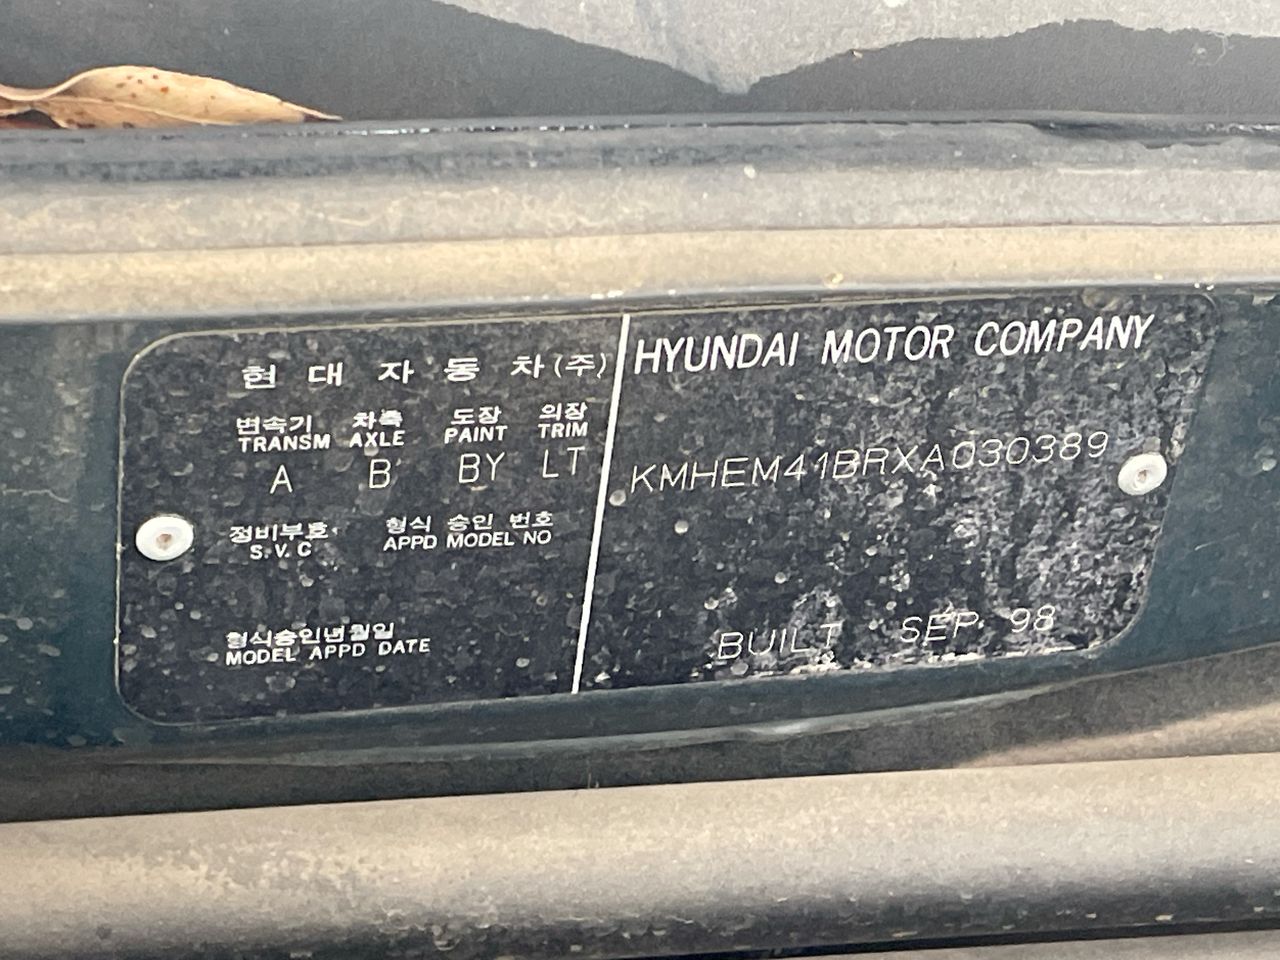 현대자동차(주)
변속기 차축 도장 의장
TRANSM AXLE PAINT TRIM
A B BY LT
정비부호 형식 승인 번호
S.V.C APPD MODEL NO
형식승인년월일
MODEL APPD DATE
HYUNDAI MOTOR COMPANY
KMHEM41BRXA030389
BUILT SEP. 98